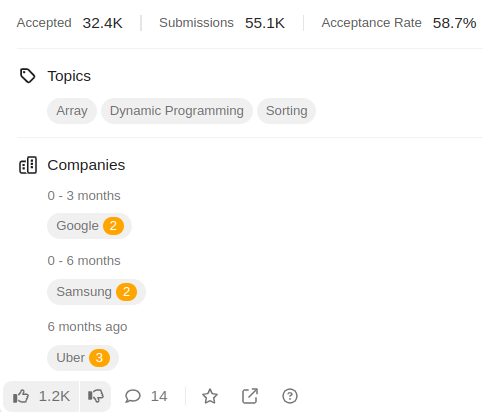 Accepted 32.4K Submissions 55.1K Acceptance Rate 58.7%
Topics
Array Dynamic Programming Sorting
Companies
0 - 3 months
Google 2
0 - 6 months
Samsung 2
6 months ago
Uber 3
1.2K 14